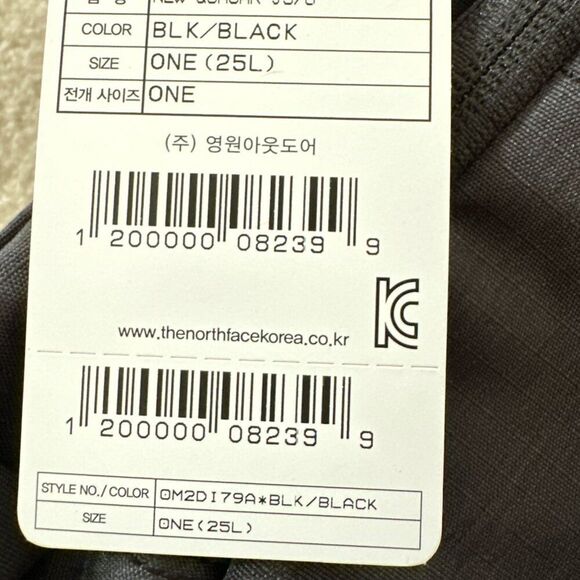 COLOR BLK/BLACK
SIZE ONE(25L)
전개 사이즈 ONE
(주) 영원아웃도어
1 200000 08239 9
www.thenorthfacekorea.co.kr
1 200000 08239 9
STYLE NO./COLOR 0M2DI79A*BLK/BLACK
SIZE ONE(25L)